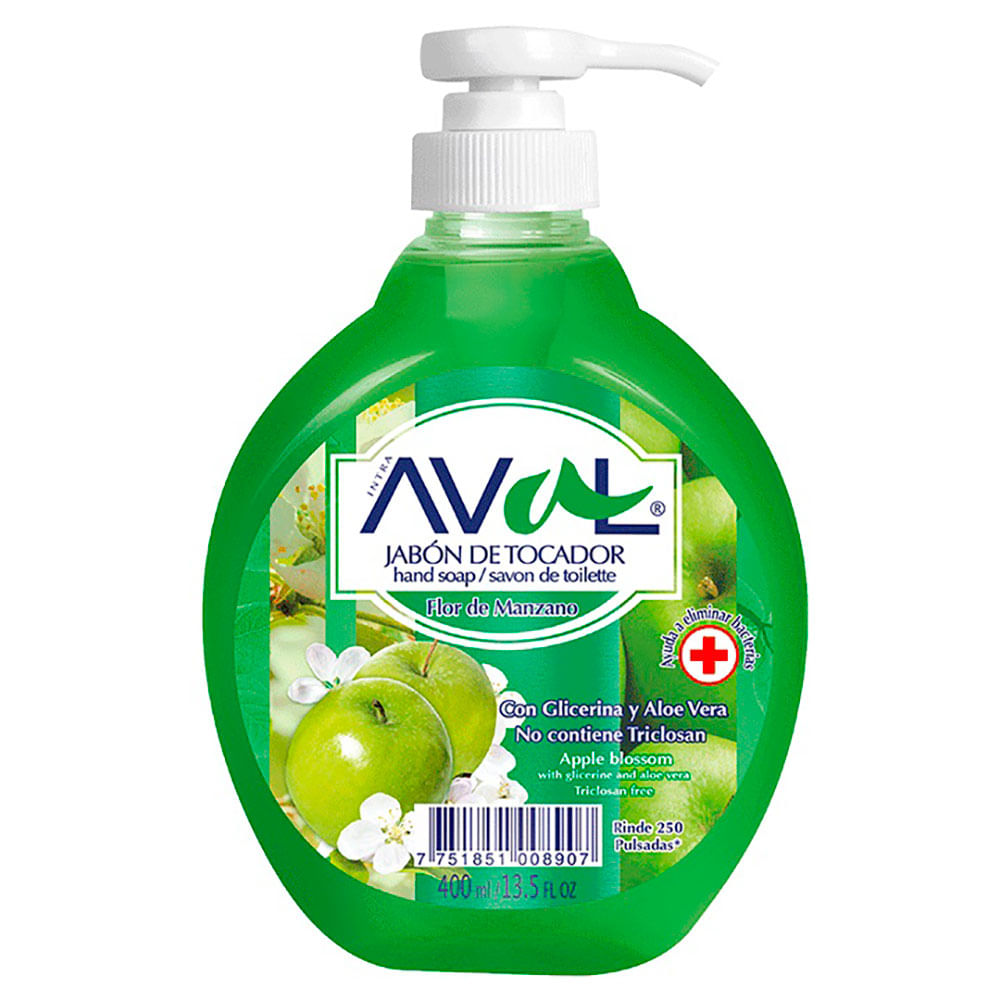 INTRA
AVAL®
JABÓN DE TOCADOR
hand soap / savon de toilette
Flor de Manzano
Ayuda a eliminar bacterias
Con Glicerina y Aloe Vera
No contiene Triclosan
Apple blossom
with glicerine and aloe vera
Triclosan free
Rinde 250
Pulsadas*
7 751851 008907
400 ml / 13.5 FL OZ